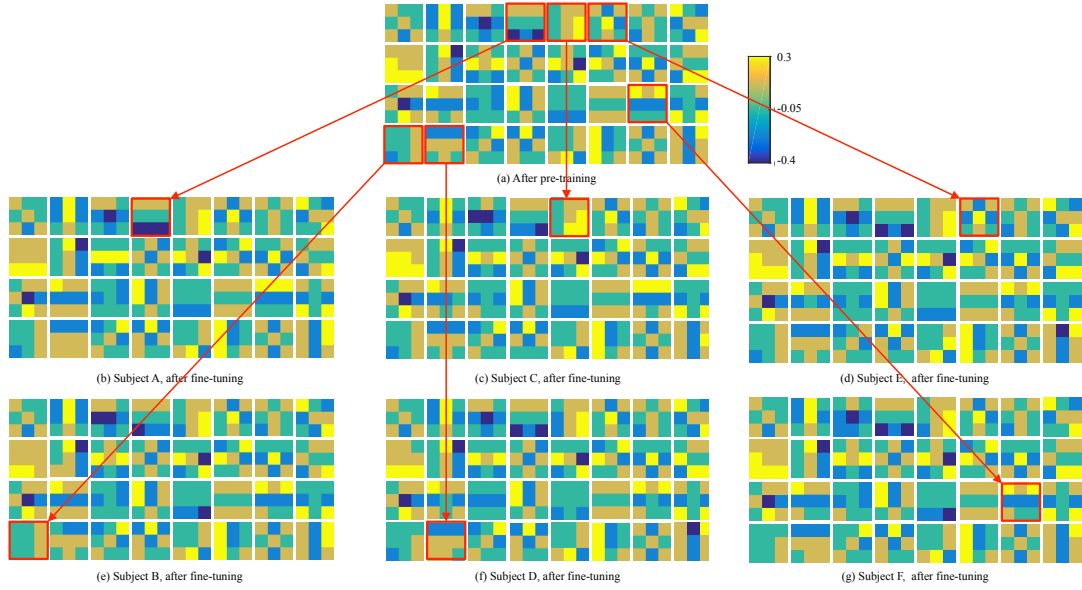 0.3
-0.05
-0.4
(a) After pre-training
(b) Subject A, after fine-tuning
(c) Subject C, after fine-tuning
(d) Subject E, after fine-tuning
(e) Subject B, after fine-tuning
(f) Subject D, after fine-tuning
(g) Subject F, after fine-tuning